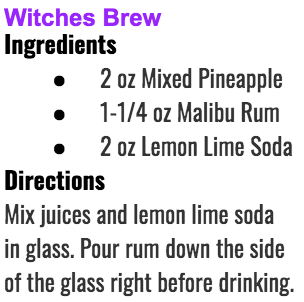 Witches Brew
Ingredients
● 2 oz Mixed Pineapple
● 1-1/4 oz Malibu Rum
● 2 oz Lemon Lime Soda
Directions
Mix juices and lemon lime soda
in glass. Pour rum down the side
of the glass right before drinking.